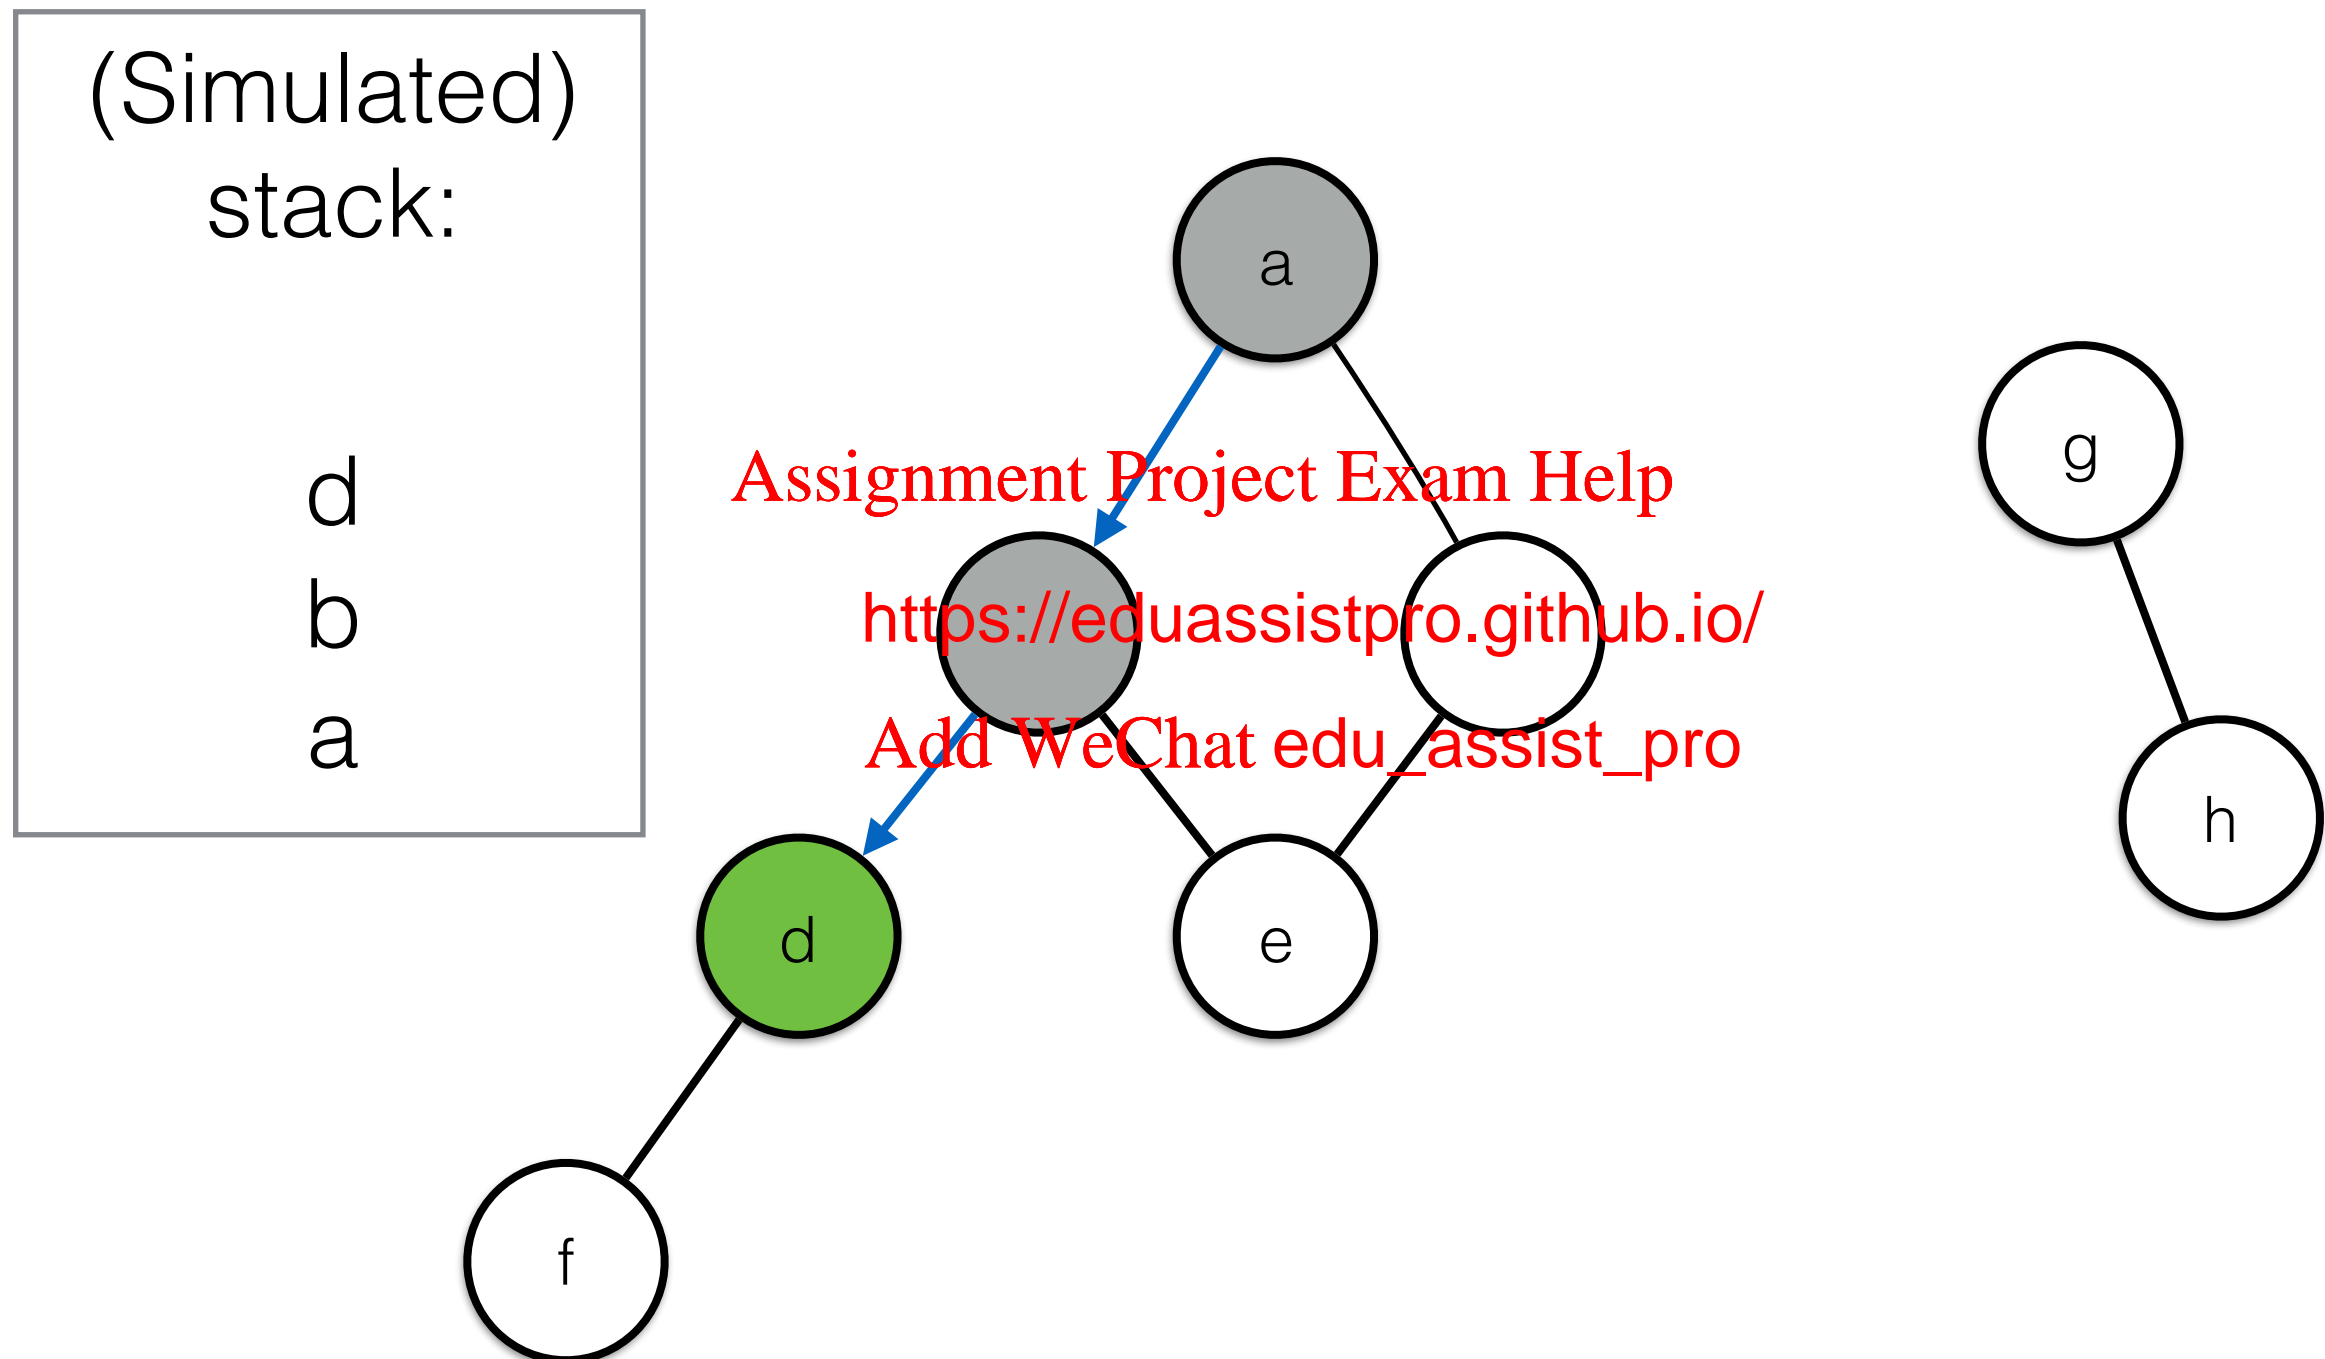 (Simulated)
stack:
d
b
a
a
g
Assignment Project Exam Help
https://eduassistpro.github.io/
Add WeChat edu_assist_pro
h
d
e
f